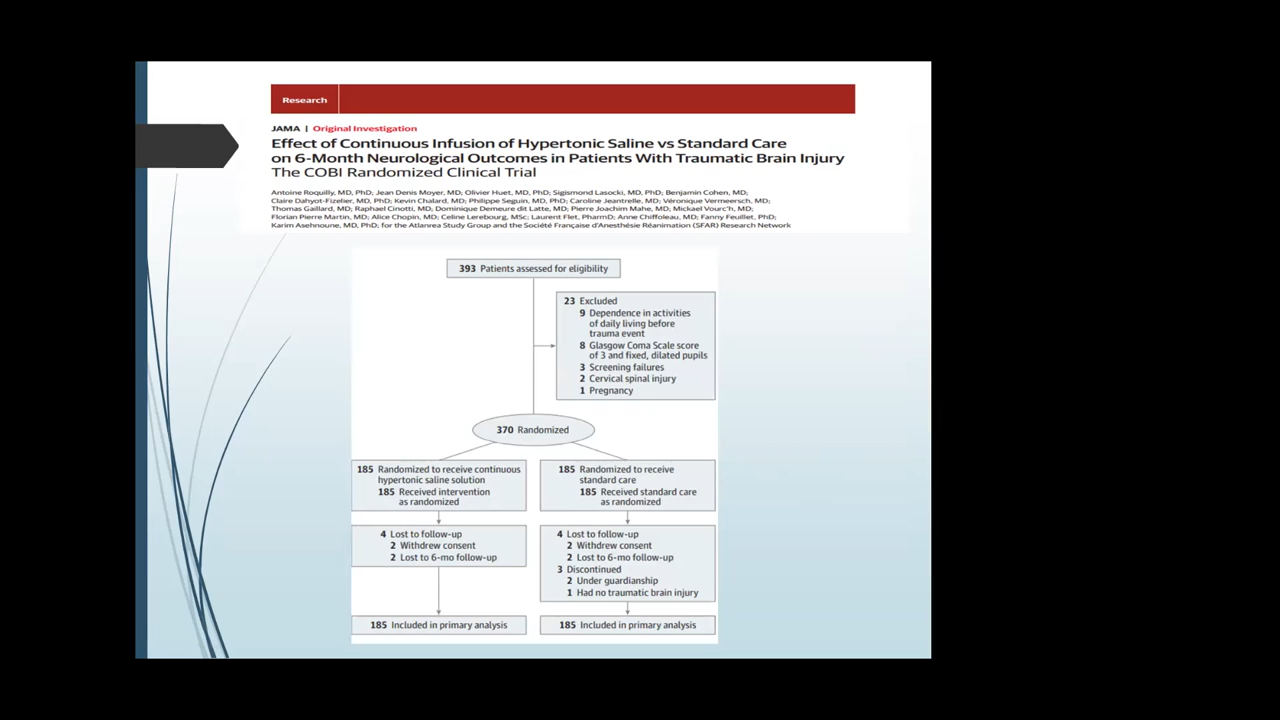 Research
JAMA | Original Investigation
Effect of Continuous Infusion of Hypertonic Saline vs Standard Care
on 6-Month Neurological Outcomes in Patients With Traumatic Brain Injury
The COBI Randomized Clinical Trial
Antoine Roquilly, MD, PhD; Jean Denis Moyer, MD; Olivier Huet, MD, PhD; Sigismond Lasocki, MD, PhD; Benjamin Cohen, MD;
Claire Dahyot-Fizelier, MD, PhD; Kevin Chalard, MD; Philippe Seguin, MD, PhD; Caroline Jeantrelle, MD; Véronique Vermeersch, MD;
Thomas Gaillard, MD; Raphael Cinotti, MD; Dominique Demeure dit Latte, MD; Pierre Joachim Mahe, MD; Mickael Vourc'h, MD;
Florian Pierre Martin, MD; Alice Chopin, MD; Celine Lerebourg, MSc; Laurent Flet, PharmD; Anne Chiffoleau, MD; Fanny Feuillet, PhD;
Karim Asehnoune, MD, PhD; for the Atlanrea Study Group and the Société Française d'Anesthésie Réanimation (SFAR) Research Network
393 Patients assessed for eligibility
23 Excluded
9 Dependence in activities
of daily living before
trauma event
8 Glasgow Coma Scale score
of 3 and fixed, dilated pupils
3 Screening failures
2 Cervical spinal injury
1 Pregnancy
370 Randomized
185 Randomized to receive continuous
hypertonic saline solution
185 Received intervention
as randomized
185 Randomized to receive
standard care
185 Received standard care
as randomized
4 Lost to follow-up
2 Withdrew consent
2 Lost to 6-mo follow-up
4 Lost to follow-up
2 Withdrew consent
2 Lost to 6-mo follow-up
3 Discontinued
2 Under guardianship
1 Had no traumatic brain injury
185 Included in primary analysis
185 Included in primary analysis